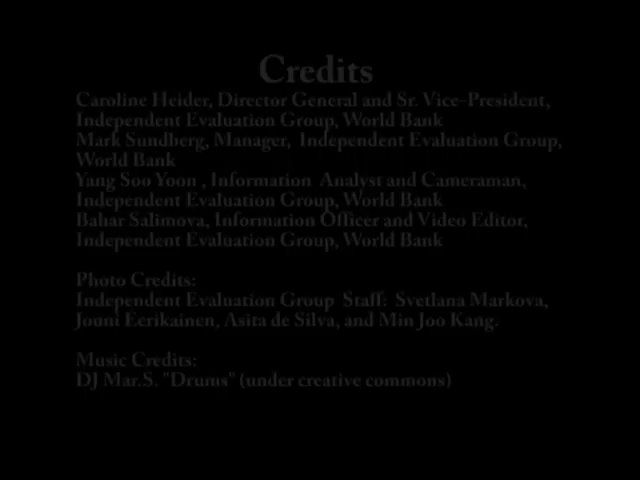 Credits
Caroline Heider, Director General and Sr. Vice-President,
Independent Evaluation Group, World Bank
Mark Sundberg, Manager, Independent Evaluation Group,
World Bank
Yang Soo Yoon , Information Analyst and Cameraman,
Independent Evaluation Group, World Bank
Bahar Salimova, Information Officer and Video Editor,
Independent Evaluation Group, World Bank
Photo Credits:
Independent Evaluation Group Staff: Svetlana Markova,
Jouni Eerikainen, Asita de Silva, and Min Joo Kang.
Music Credits:
DJ Mar.S. "Drums" (under creative commons)